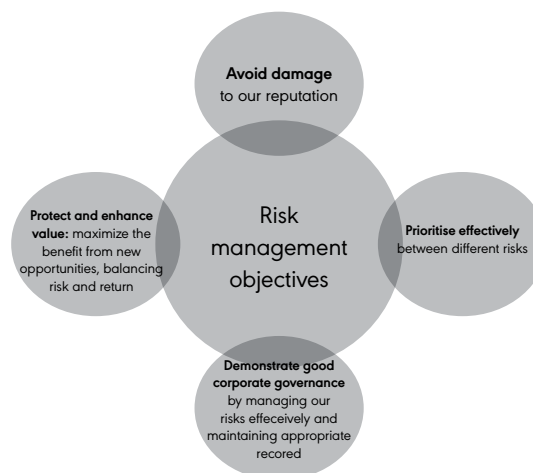 Avoid damage
to our reputation
Protect and enhance
value: maximize the
benefit from new
opportunities, balancing
risk and return
Risk
management
objectives
Prioritise effectively
between different risks
Demonstrate good
corporate governance
by managing our
risks effeceively and
maintaining appropriate
recored